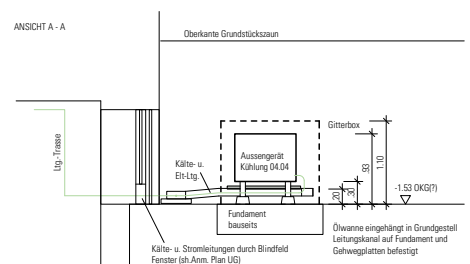 ANSICHT A - A
Oberkante Grundstückszaun
Gitterbox
Ltg.- Trasse
Kälte- u.
Elt-Ltg.
Aussengerät
Kühlung 04.04
.20
.30
.93
1.10
-1.53 OKG(?)
Fundament
bauseits
Ölwanne eingehängt in Grundgestell
Leitungskanal auf Fundament und
Gehwegplatten befestigt
Kälte- u. Stromleitungen durch Blindfeld
Fenster (sh.Anm. Plan UG)